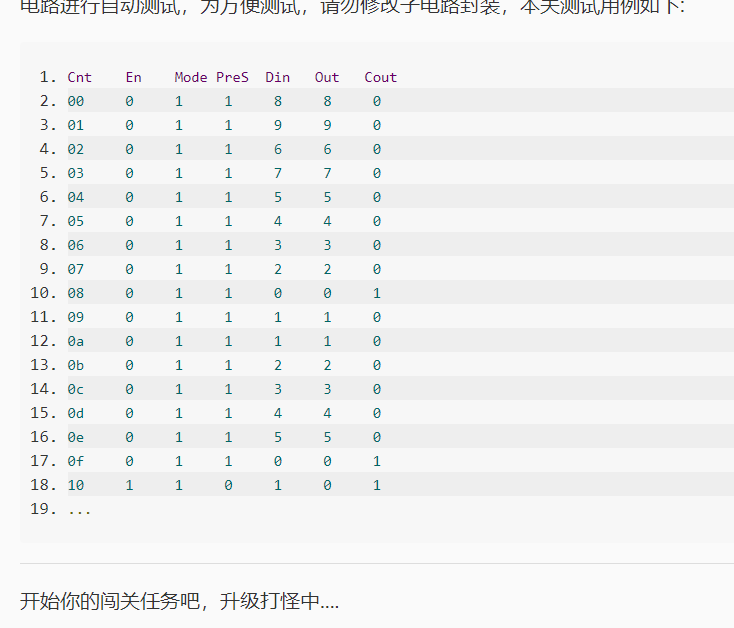 电路进行自动测试，为方便测试，请勿修改子电路封装，本关测试用例如下:
1. Cnt En Mode PreS Din Out Cout
2. 00 0 1 1 8 8 0
3. 01 0 1 1 9 9 0
4. 02 0 1 1 6 6 0
5. 03 0 1 1 7 7 0
6. 04 0 1 1 5 5 0
7. 05 0 1 1 4 4 0
8. 06 0 1 1 3 3 0
9. 07 0 1 1 2 2 0
10. 08 0 1 1 0 0 1
11. 09 0 1 1 1 1 0
12. 0a 0 1 1 1 1 0
13. 0b 0 1 1 2 2 0
14. 0c 0 1 1 3 3 0
15. 0d 0 1 1 4 4 0
16. 0e 0 1 1 5 5 0
17. 0f 0 1 1 0 0 1
18. 10 1 1 0 1 0 1
19. ...
开始你的闯关任务吧，升级打怪中....